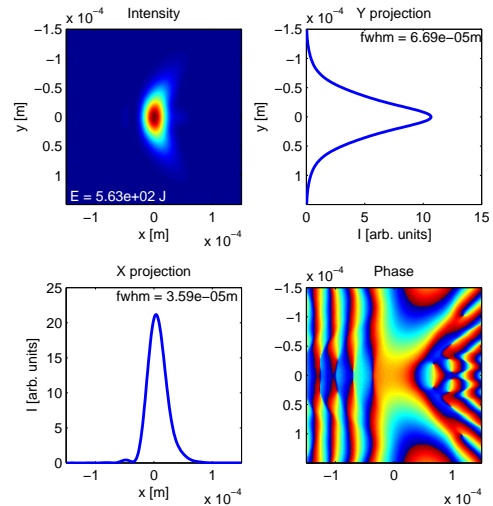 Intensity
x 10⁻⁴
−1.5
−1
−0.5
0
0.5
1
y [m]
E = 5.63e+02 J
−1
0
1
x [m]
x 10⁻⁴
Y projection
x 10⁻⁴
fwhm = 6.69e−05m
−1.5
−1
−0.5
0
0.5
1
y [m]
0
5
10
15
I [arb. units]
X projection
fwhm = 3.59e−05m
25
20
15
10
5
0
I [arb. units]
−1
0
1
x [m]
x 10⁻⁴
Phase
x 10⁻⁴
−1.5
−1
−0.5
0
0.5
1
−1
0
1
x 10⁻⁴